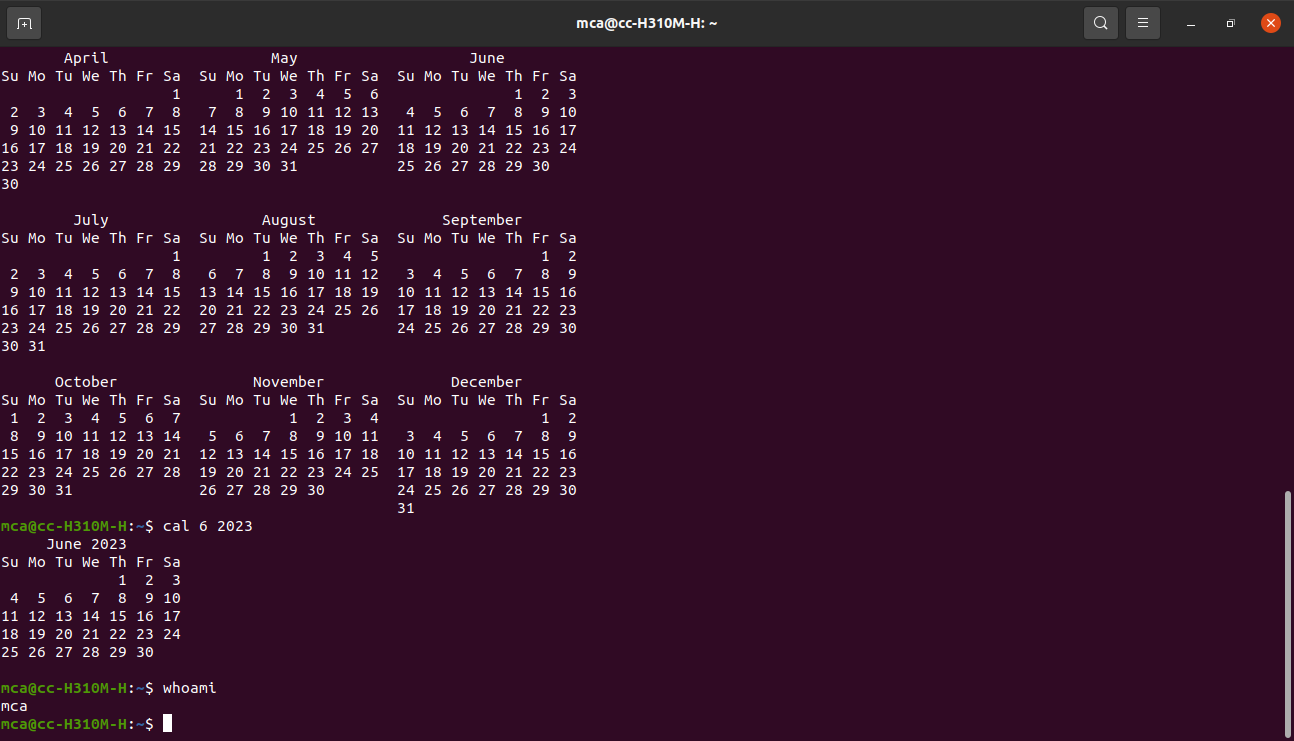 mca@cc-H310M-H: ~
       April                  May                   June
Su Mo Tu We Th Fr Sa  Su Mo Tu We Th Fr Sa  Su Mo Tu We Th Fr Sa
                   1      1  2  3  4  5  6               1  2  3
 2  3  4  5  6  7  8   7  8  9 10 11 12 13   4  5  6  7  8  9 10
 9 10 11 12 13 14 15  14 15 16 17 18 19 20  11 12 13 14 15 16 17
16 17 18 19 20 21 22  21 22 23 24 25 26 27  18 19 20 21 22 23 24
23 24 25 26 27 28 29  28 29 30 31           25 26 27 28 29 30
30
        July                 August              September
Su Mo Tu We Th Fr Sa  Su Mo Tu We Th Fr Sa  Su Mo Tu We Th Fr Sa
                   1         1  2  3  4  5                  1  2
 2  3  4  5  6  7  8   6  7  8  9 10 11 12   3  4  5  6  7  8  9
 9 10 11 12 13 14 15  13 14 15 16 17 18 19  10 11 12 13 14 15 16
16 17 18 19 20 21 22  20 21 22 23 24 25 26  17 18 19 20 21 22 23
23 24 25 26 27 28 29  27 28 29 30 31        24 25 26 27 28 29 30
30 31
      October               November              December
Su Mo Tu We Th Fr Sa  Su Mo Tu We Th Fr Sa  Su Mo Tu We Th Fr Sa
 1  2  3  4  5  6  7            1  2  3  4                  1  2
 8  9 10 11 12 13 14   5  6  7  8  9 10 11   3  4  5  6  7  8  9
15 16 17 18 19 20 21  12 13 14 15 16 17 18  10 11 12 13 14 15 16
22 23 24 25 26 27 28  19 20 21 22 23 24 25  17 18 19 20 21 22 23
29 30 31              26 27 28 29 30        24 25 26 27 28 29 30
                                            31
mca@cc-H310M-H:~$ cal 6 2023
     June 2023
Su Mo Tu We Th Fr Sa
             1  2  3
 4  5  6  7  8  9 10
11 12 13 14 15 16 17
18 19 20 21 22 23 24
25 26 27 28 29 30
mca@cc-H310M-H:~$ whoami
mca
mca@cc-H310M-H:~$